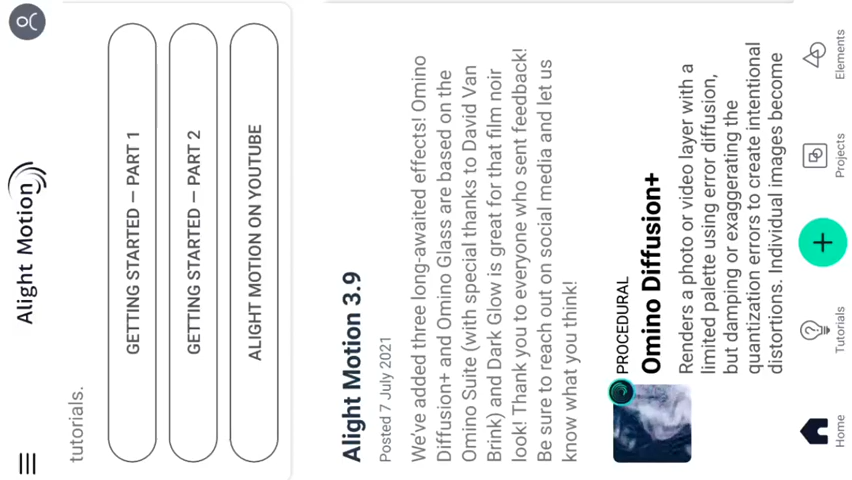 Alight Motion
tutorials.
GETTING STARTED – PART 1
GETTING STARTED – PART 2
ALIGHT MOTION ON YOUTUBE
Alight Motion 3.9
Posted 7 July 2021
We've added three long-awaited effects! Omino
Diffusion+ and Omino Glass are based on the
Omino Suite (with special thanks to David Van
Brink) and Dark Glow is great for that film noir
look! Thank you to everyone who sent feedback!
Be sure to reach out on social media and let us
know what you think!
PROCEDURAL
Omino Diffusion+
Renders a photo or video layer with a
limited palette using error diffusion,
but damping or exaggerating the
quantization errors to create intentional
distortions. Individual images become
Home
Tutorials
Projects
Elements